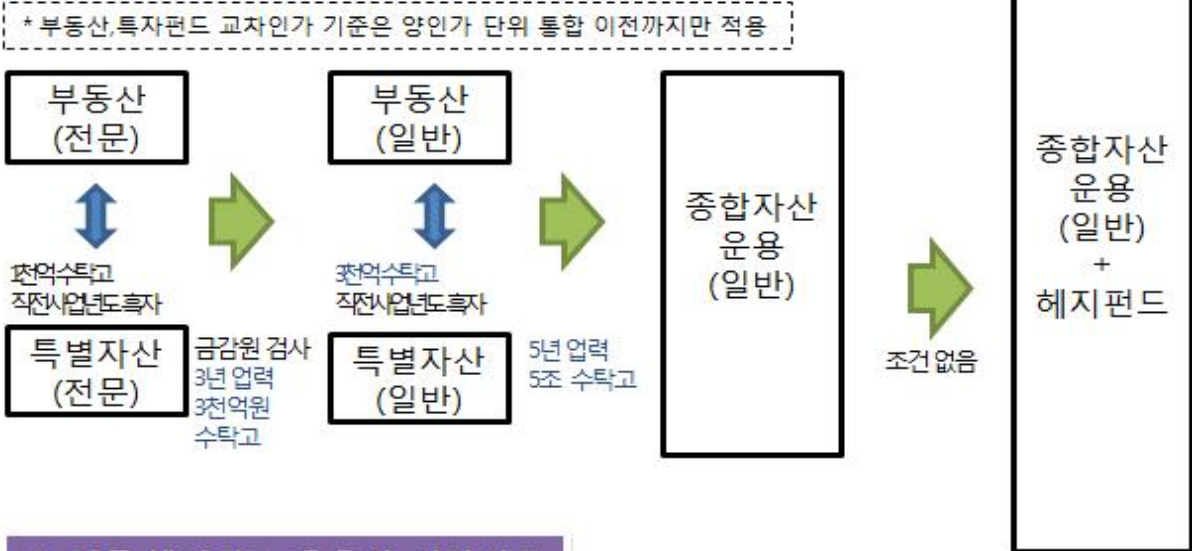 * 부동산,특자펀드 교차인가 기준은 양인가 단위 통합 이전까지만 적용
부동산
(전문)
1천억수탁고
직전사업년도흑자
특별자산
(전문)
금감원 검사
3년 업력
3천억원
수탁고
부동산
(일반)
3천억수탁고
직전사업년도흑자
특별자산
(일반)
5년 업력
5조 수탁고
종합자산
운용
(일반)
조건 없음
종합자산
운용
(일반)
+
헤지펀드